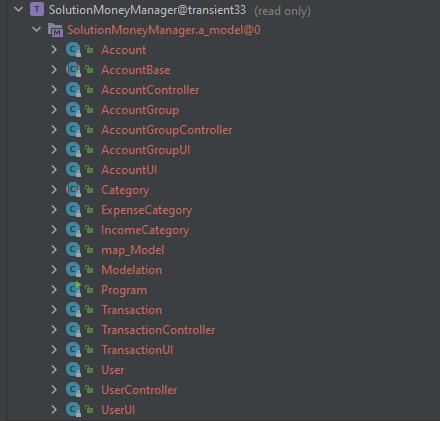 SolutionMoneyManager@transient33 (read only)
SolutionMoneyManager.a_model@0
Account
AccountBase
AccountController
AccountGroup
AccountGroupController
AccountGroupUI
AccountUI
Category
ExpenseCategory
IncomeCategory
map_Model
Modelation
Program
Transaction
TransactionController
TransactionUI
User
UserController
UserUI